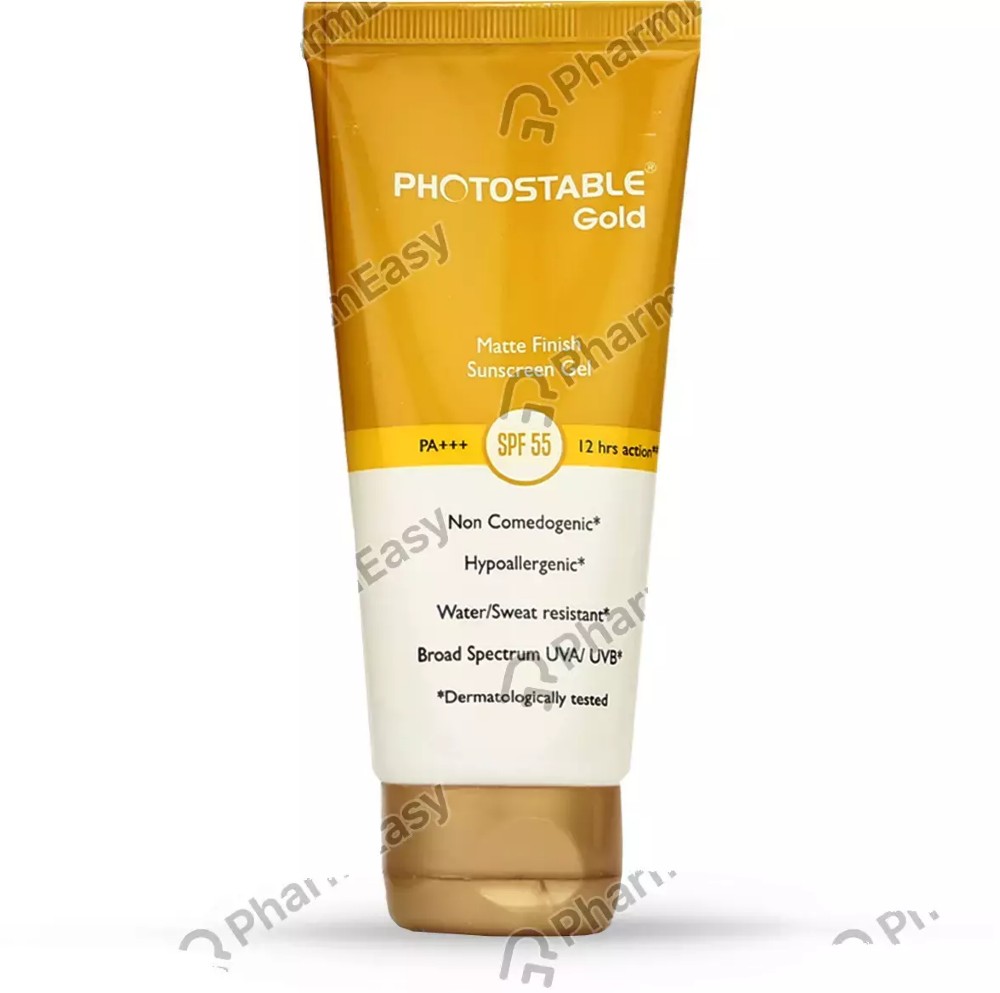 PHOTOSTABLE®
Gold
Matte Finish
Sunscreen Gel
PA+++
SPF 55
12 hrs action**
Non Comedogenic*
Hypoallergenic*
Water/Sweat resistant*
Broad Spectrum UVA/ UVB*
*Dermatologically tested